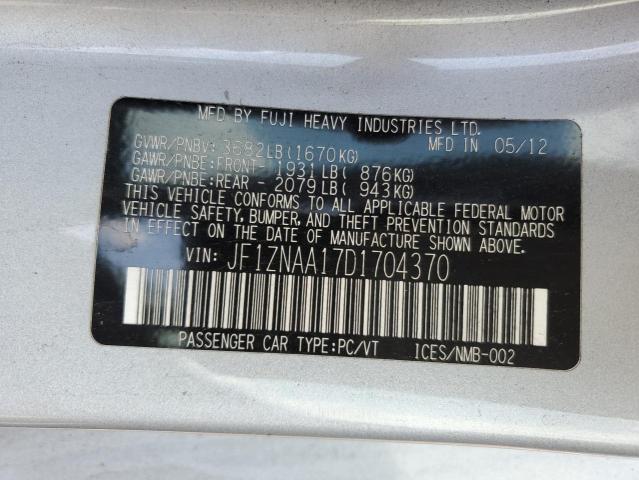 MFD BY FUJI HEAVY INDUSTRIES LTD.
GVWR/PNBV: 3682LB(1670KG) MFD IN 05/12
GAWR/PNBE:FRONT- 1931LB( 876KG)
GAWR/PNBE:REAR - 2079LB( 943KG)
THIS VEHICLE CONFORMS TO ALL APPLICABLE FEDERAL MOTOR
VEHICLE SAFETY, BUMPER, AND THEFT PREVENTION STANDARDS
IN EFFECT ON THE DATE OF MANUFACTURE SHOWN ABOVE.
VIN: JF1ZNAA17D1704370
PASSENGER CAR TYPE:PC/VT ICES/NMB-002